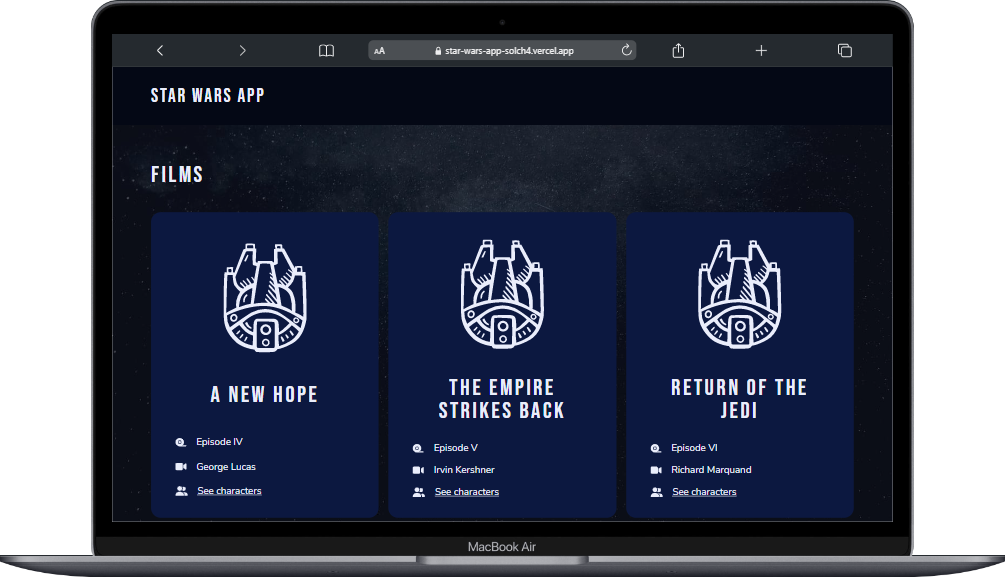 AA star-wars-app-solch4.vercel.app
STAR WARS APP
FILMS
A NEW HOPE
Episode IV
George Lucas
See characters
THE EMPIRE
STRIKES BACK
Episode V
Irvin Kershner
See characters
RETURN OF THE
JEDI
Episode VI
Richard Marquand
See characters
MacBook Air